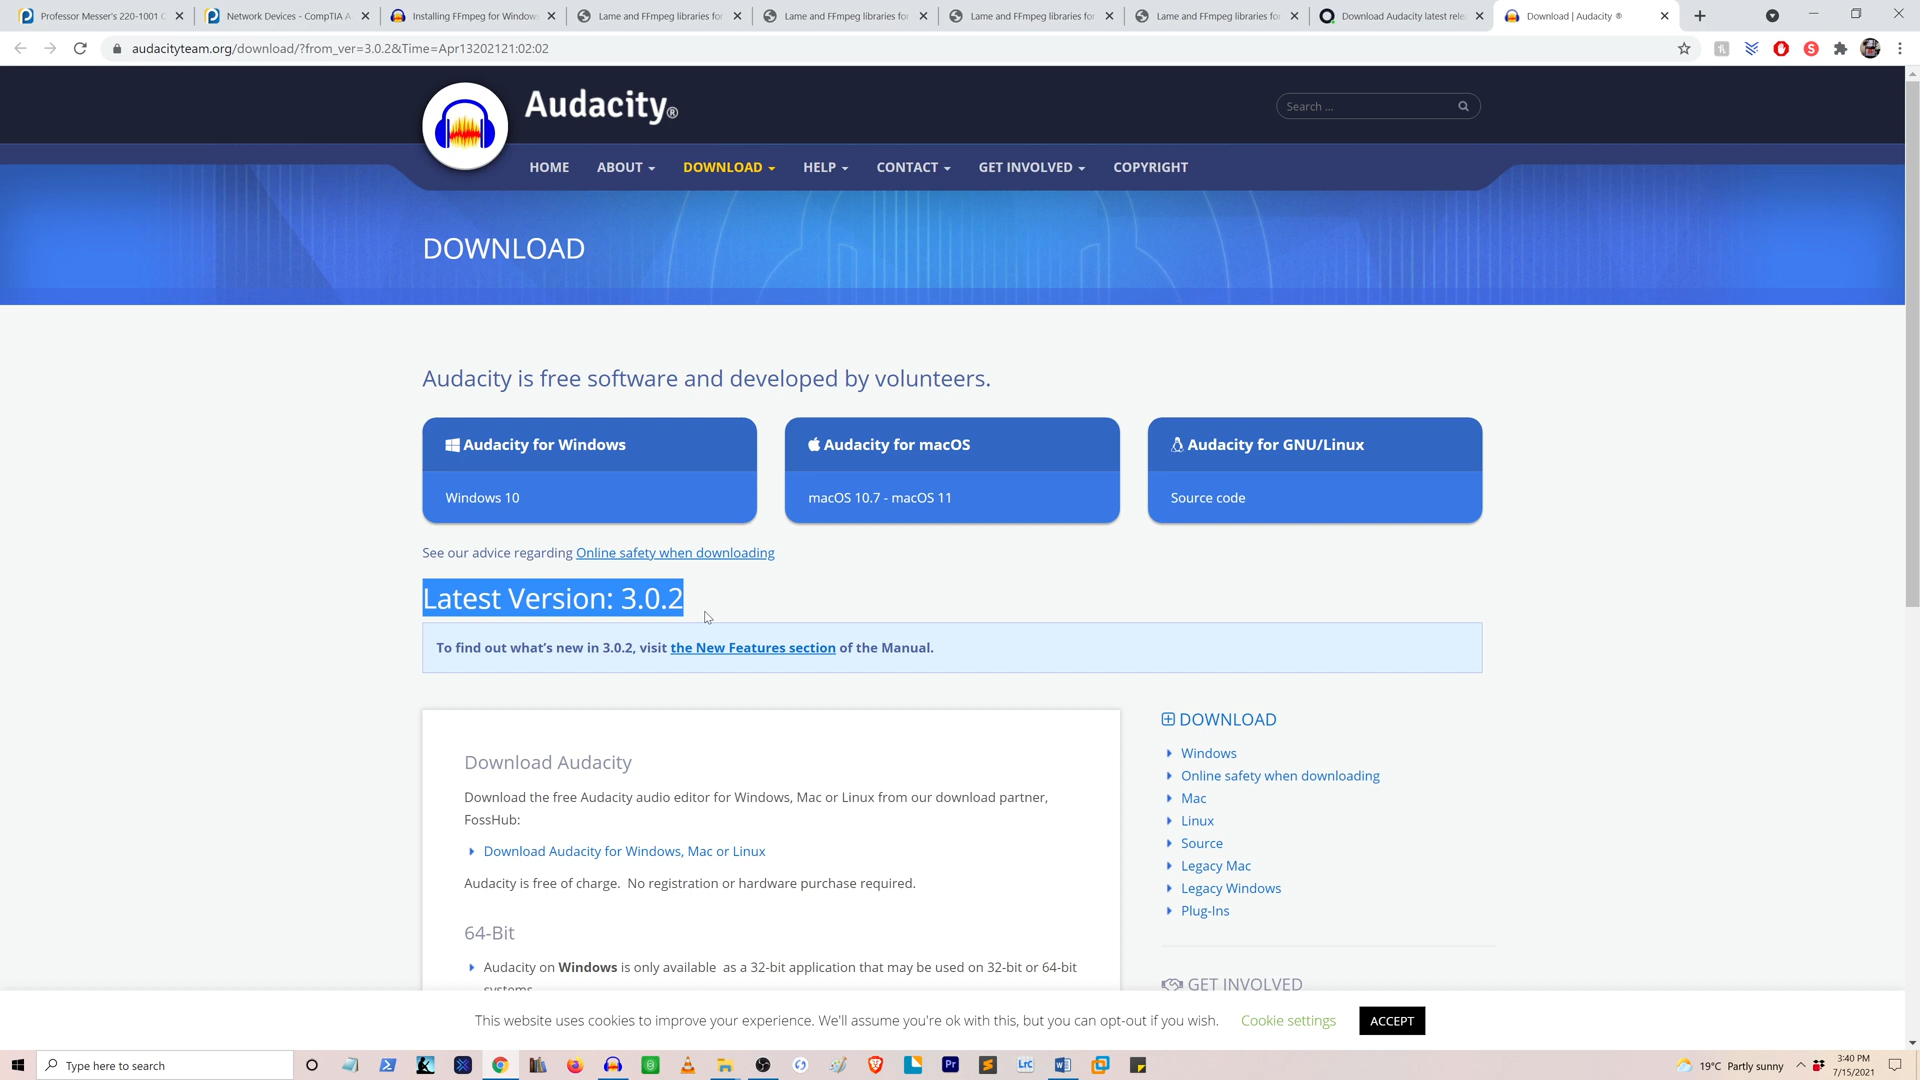 Professor Messer's 220-1001 C
Network Devices - CompTIA A
Installing FFmpeg for Windows
Lame and FFmpeg libraries for
Lame and FFmpeg libraries for
Lame and FFmpeg libraries for
Lame and FFmpeg libraries for
Download Audacity latest rele
Download | Audacity ®
audacityteam.org/download/?from_ver=3.0.2&Time=Apr13202121:02:02
Audacity®
Search ...
HOME
ABOUT
DOWNLOAD
HELP
CONTACT
GET INVOLVED
COPYRIGHT
DOWNLOAD
Audacity is free software and developed by volunteers.
Audacity for Windows
Windows 10
Audacity for macOS
macOS 10.7 - macOS 11
Audacity for GNU/Linux
Source code
See our advice regarding Online safety when downloading
Latest Version: 3.0.2
To find out what's new in 3.0.2, visit the New Features section of the Manual.
Download Audacity
Download the free Audacity audio editor for Windows, Mac or Linux from our download partner,
FossHub:
Download Audacity for Windows, Mac or Linux
Audacity is free of charge. No registration or hardware purchase required.
64-Bit
Audacity on Windows is only available as a 32-bit application that may be used on 32-bit or 64-bit
systems.
DOWNLOAD
Windows
Online safety when downloading
Mac
Linux
Source
Legacy Mac
Legacy Windows
Plug-Ins
GET INVOLVED
This website uses cookies to improve your experience. We'll assume you're ok with this, but you can opt-out if you wish.
Cookie settings
ACCEPT
Type here to search
Pr
LrC
19°C Partly sunny
3:40 PM
7/15/2021